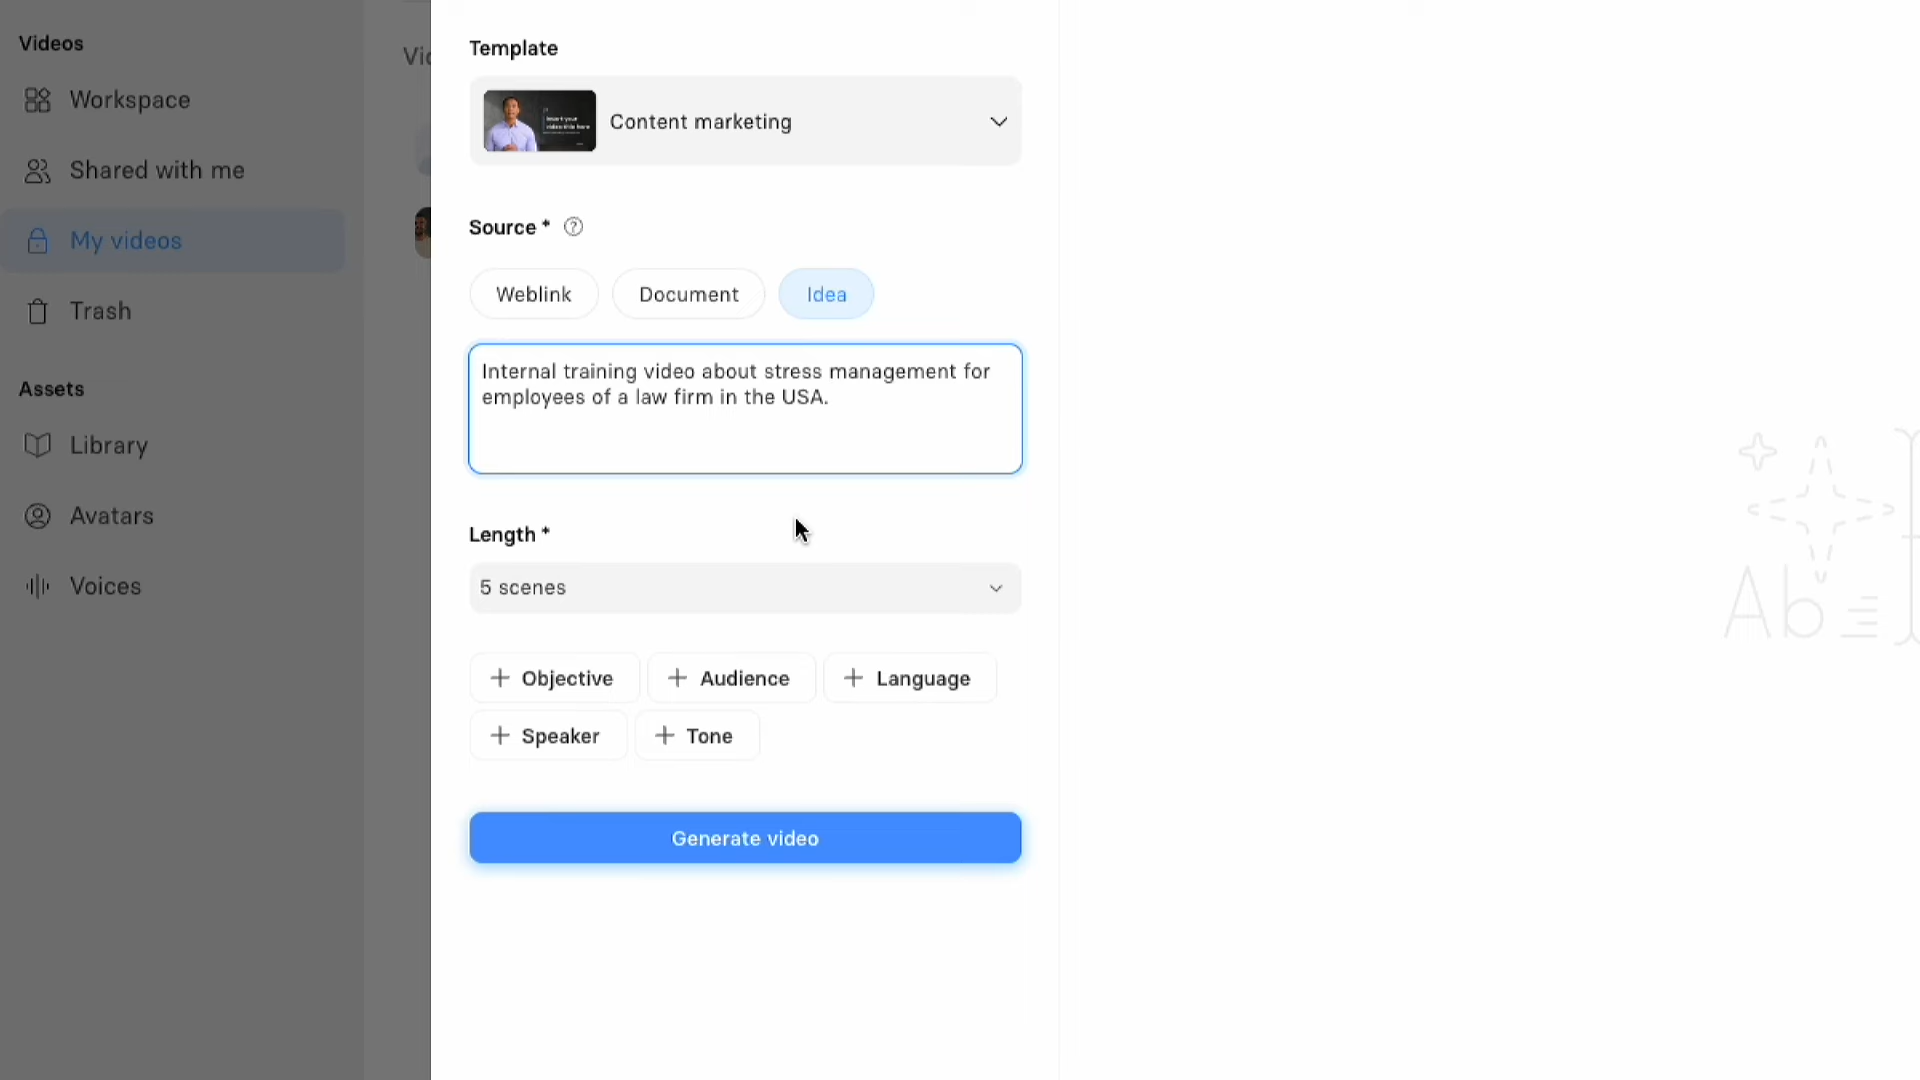 Videos
Workspace
Shared with me
My videos
Trash
Assets
Library
Avatars
Voices
Template
Content marketing
Source *
Weblink
Document
Idea
Internal training video about stress management for
employees of a law firm in the USA.
Length *
5 scenes
+ Objective
+ Audience
+ Language
+ Speaker
+ Tone
Generate video
Ab